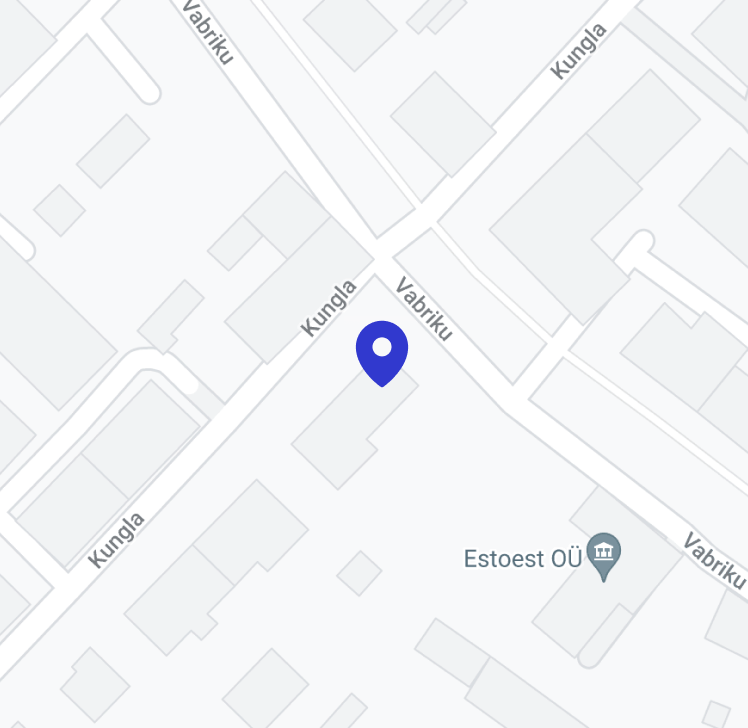 Vabriku
Kungla
Kungla
Vabriku
Kungla
Vabriku
Estoest OÜ